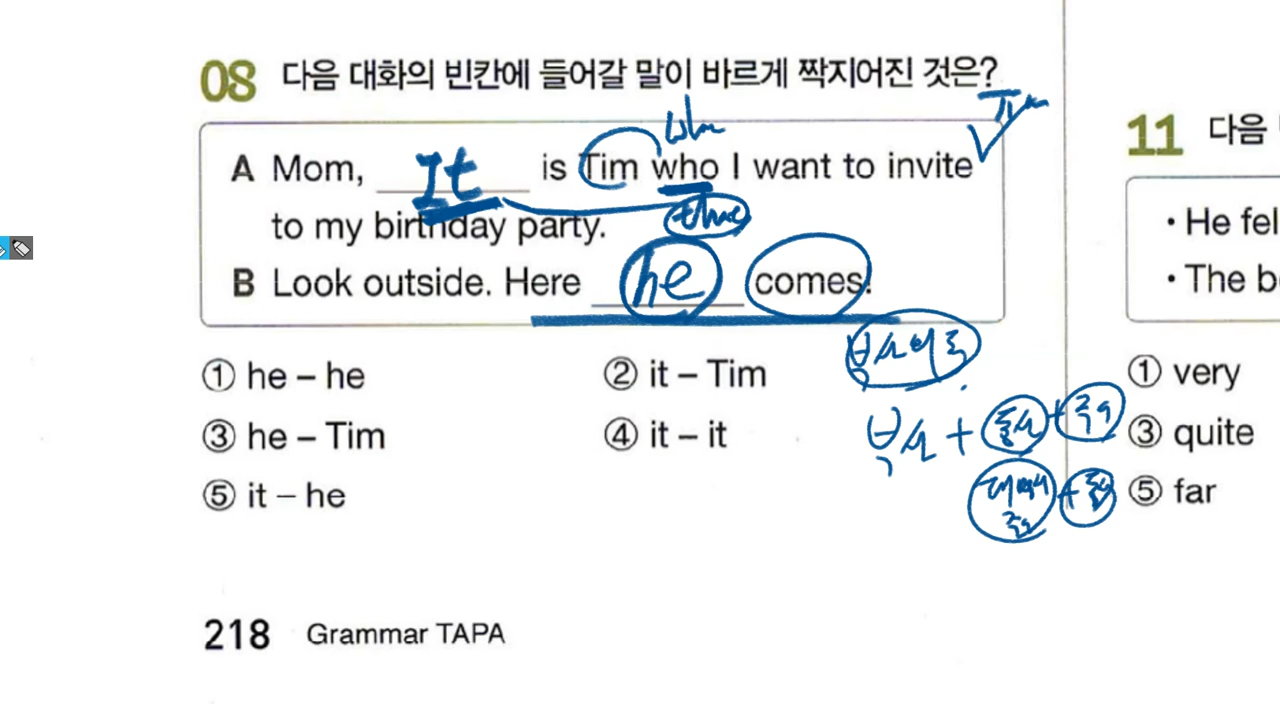 08 다음 대화의 빈칸에 들어갈 말이 바르게 짝지어진 것은?
Tim
whom
A Mom, It is Tim who I want to invite
to my birthday party.
that
B Look outside. Here he comes.
부사어구
① he – he ② it – Tim
부사 + 동사 + 주어
③ he – Tim ④ it – it
대명사 주어 + 동사
⑤ it – he
218 Grammar TAPA
11 다음
• He fel
• The b
① very
③ quite
⑤ far